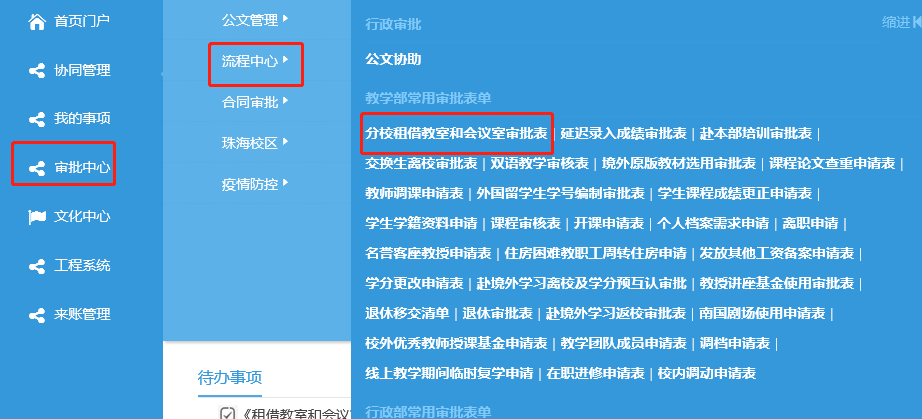 首页门户
协同管理
我的事项
审批中心
文化中心
工程系统
来账管理
公文管理
流程中心
合同审批
珠海校区
疫情防控
待办事项
《租借教室和会议室
行政审批
缩进
公文协助
教学部常用审批表单
分校租借教室和会议室审批表 | 延迟录入成绩审批表 | 赴本部培训审批表 |
交换生离校审批表 | 双语教学审核表 | 境外原版教材选用审批表 | 课程论文查重申请表 |
教师调课申请表 | 外国留学生学号编制审批表 | 学生课程成绩更正申请表 |
学生学籍资料申请 | 课程审核表 | 开课申请表 | 个人档案需求申请 | 离职申请 |
名誉客座教授申请表 | 住房困难教职工周转住房申请 | 发放其他工资备案申请表 |
学分更改申请表 | 赴境外学习离校及学分预互认审批 | 教授讲座基金使用审批表 |
退休移交清单 | 退休审批表 | 赴境外学习返校审批表 | 南国剧场使用申请表 |
校外优秀教师授课基金申请表 | 教学团队成员申请表 | 调档申请表 |
线上教学期间临时复学申请 | 在职进修申请表 | 校内调动申请表
行政部常用审批表单